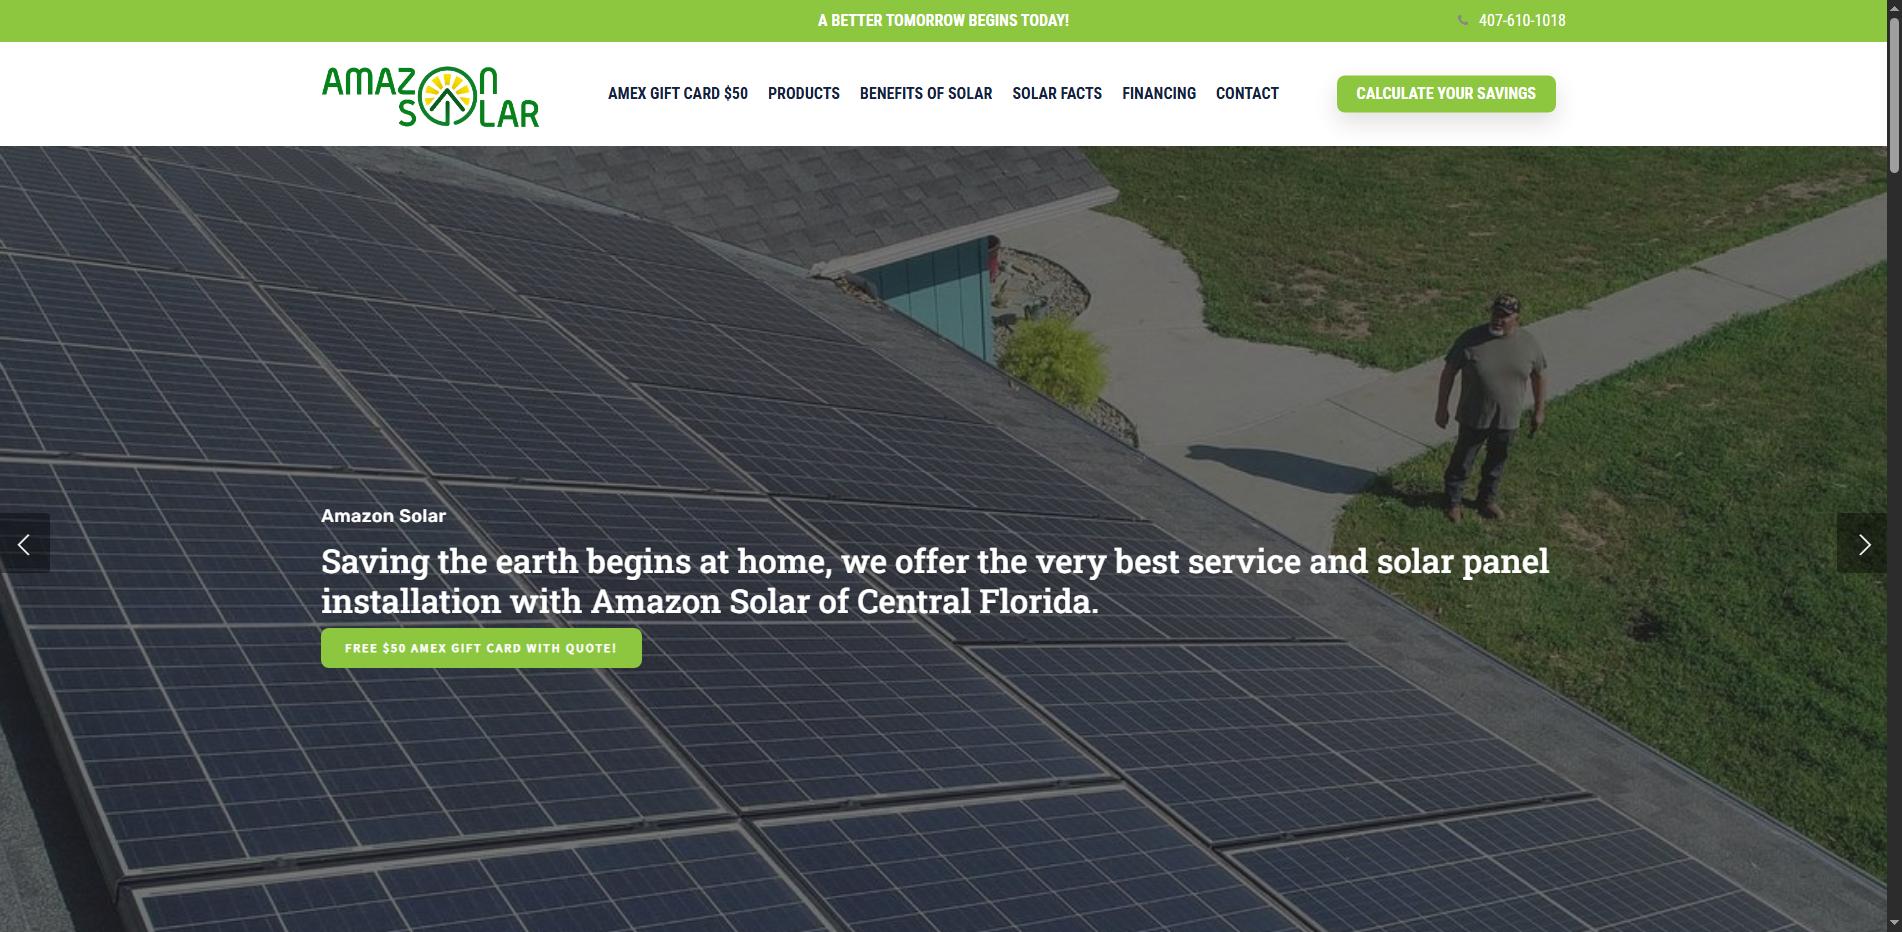 A BETTER TOMORROW BEGINS TODAY!
407-610-1018
AMAZON
SOLAR
AMEX GIFT CARD $50
PRODUCTS
BENEFITS OF SOLAR
SOLAR FACTS
FINANCING
CONTACT
CALCULATE YOUR SAVINGS
Amazon Solar
Saving the earth begins at home, we offer the very best service and solar panel
installation with Amazon Solar of Central Florida.
FREE $50 AMEX GIFT CARD WITH QUOTE!